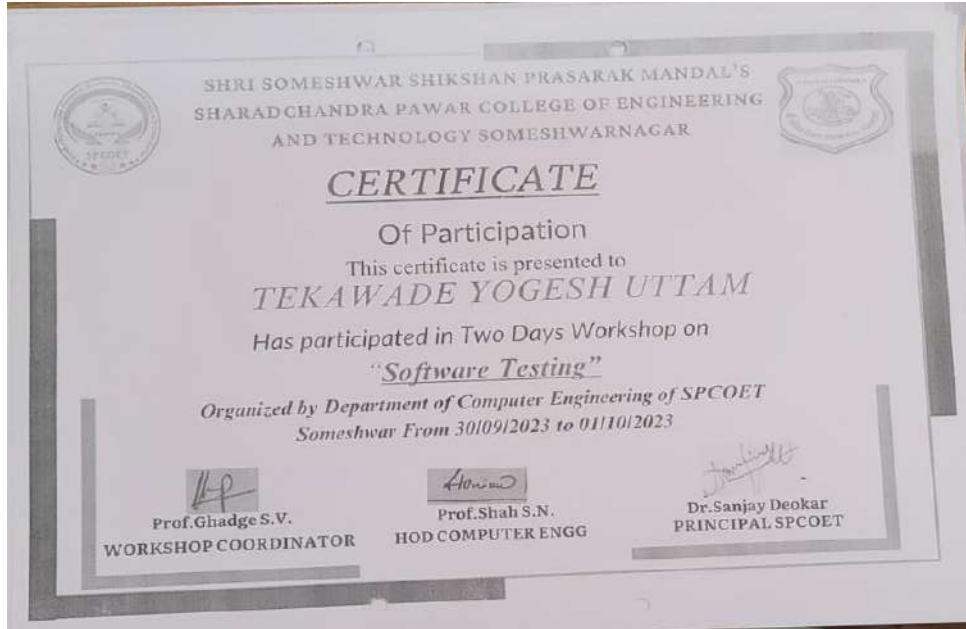 SHRI SOMESHWAR SHIKSHAN PRASARAK MANDAL'S
SHARADCHANDRA PAWAR COLLEGE OF ENGINEERING
AND TECHNOLOGY SOMESHWARNAGAR
SPCOET
CERTIFICATE
Of Participation
This certificate is presented to
TEKAWADE YOGESH UTTAM
Has participated in Two Days Workshop on
“Software Testing”
Organized by Department of Computer Engineering of SPCOET
Someshwar From 30/09/2023 to 01/10/2023
Prof.Ghadge S.V.
WORKSHOP COORDINATOR
Prof.Shah S.N.
HOD COMPUTER ENGG
Dr.Sanjay Deokar
PRINCIPAL SPCOET